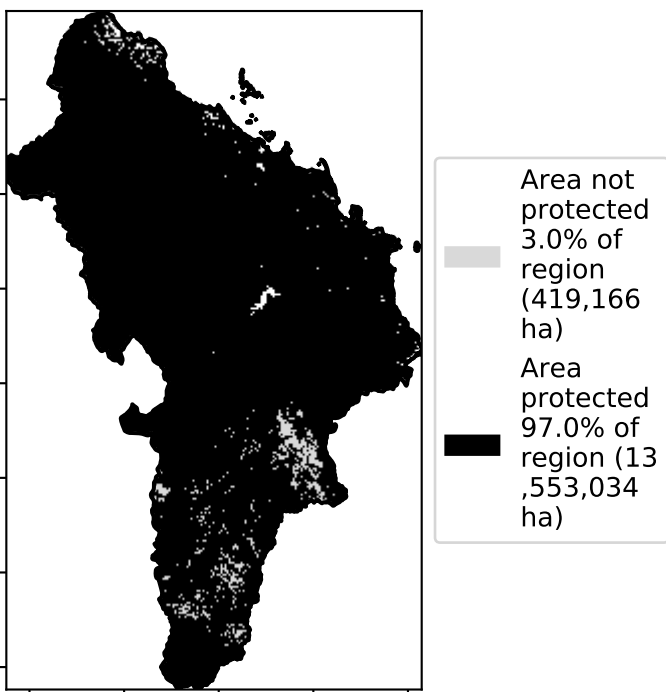 Area not
protected
3.0% of
region
(419,166
ha)
Area
protected
97.0% of
region (13
,553,034
ha)